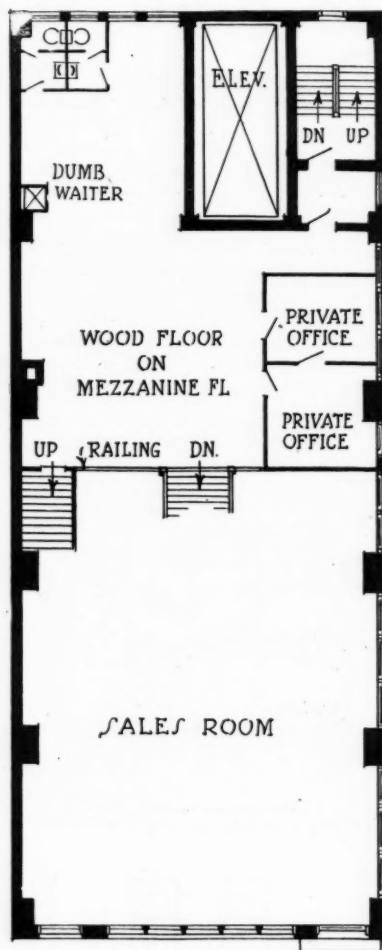 ELEV.
DN UP
DUMB
WAITER
PRIVATE
OFFICE
WOOD FLOOR
ON
MEZZANINE FL
PRIVATE
OFFICE
UP RAILING DN.
SALES ROOM